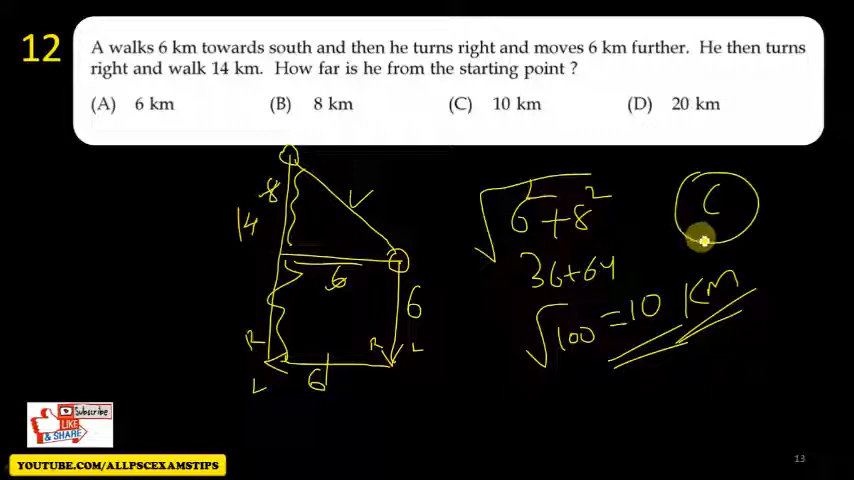 12
A walks 6 km towards south and then he turns right and moves 6 km further. He then turns
right and walk 14 km. How far is he from the starting point ?
(A) 6 km (B) 8 km (C) 10 km (D) 20 km
8
14
6
6
R
L
R L
6
√6²+8²
36+64
√100 =10 KM
C
Subscribe
LIKE
& SHARE
YOUTUBE.COM/ALLPSCEXAMSTIPS
13